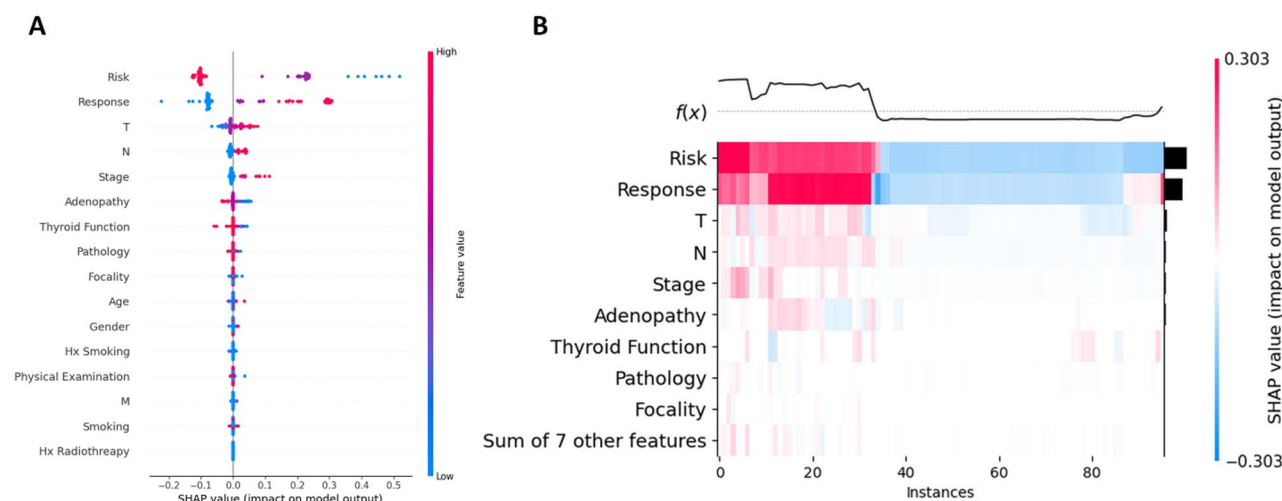 A
High
Risk
Response
T
N
Stage
Adenopathy
Thyroid Function
Pathology
Focality
Age
Gender
Hx Smoking
Physical Examination
M
Smoking
Hx Radiothreapy
Low
Feature value
−0.2 −0.1 0.0 0.1 0.2 0.3 0.4 0.5
SHAP value (impact on model output)
B
f(x)
Risk
Response
T
N
Stage
Adenopathy
Thyroid Function
Pathology
Focality
Sum of 7 other features
0 20 40 60 80
Instances
0.303
−0.303
SHAP value (impact on model output)